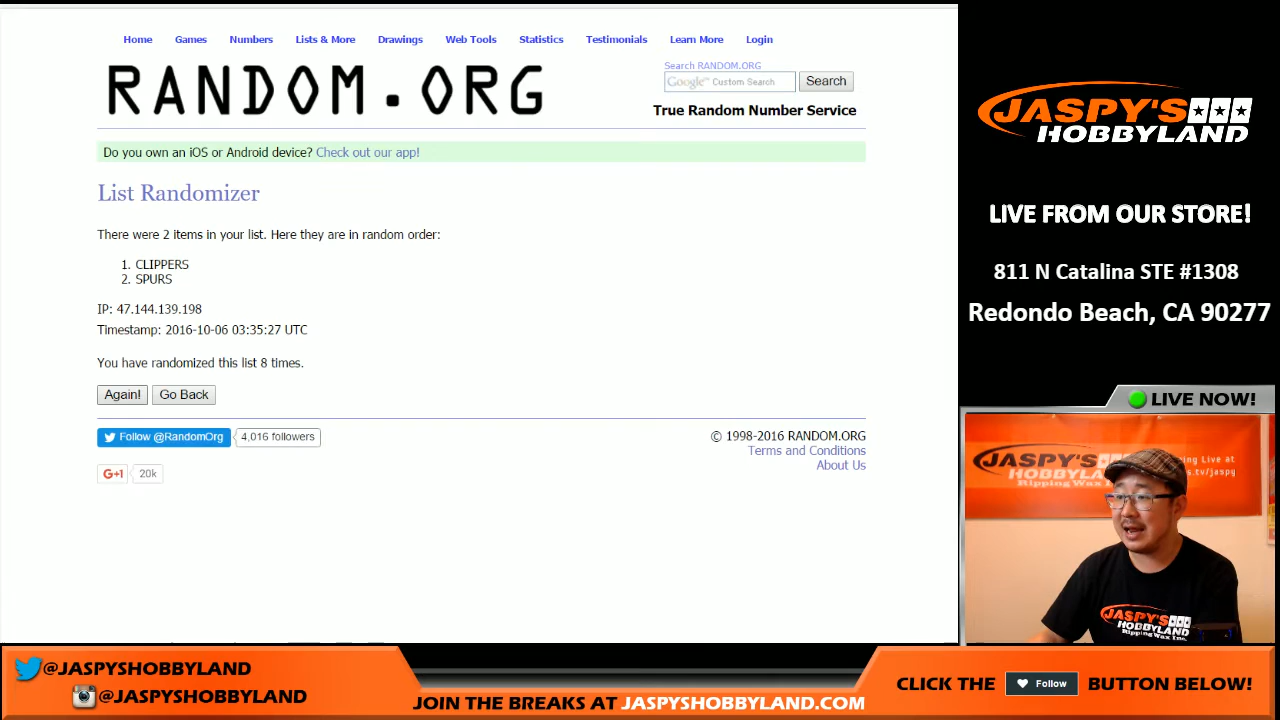 Home Games Numbers Lists & More Drawings Web Tools Statistics Testimonials Learn More Login
RANDOM.ORG
Search RANDOM.ORG
Google™ Custom Search Search
True Random Number Service
Do you own an iOS or Android device? Check out our app!
List Randomizer
There were 2 items in your list. Here they are in random order:
1. CLIPPERS
2. SPURS
IP: 47.144.139.198
Timestamp: 2016-10-06 03:35:27 UTC
You have randomized this list 8 times.
Again! Go Back
Follow @RandomOrg 4,016 followers
G+1 20k
© 1998-2016 RANDOM.ORG
Terms and Conditions
About Us
JASPY'S
HOBBYLAND
LIVE FROM OUR STORE!
811 N Catalina STE #1308
Redondo Beach, CA 90277
LIVE NOW!
JASPY'S
HOBBYLAND
Ripping Wax
ing Live at
s.tv/jaspy
JASPY'S
HOBBYLAND
Ripping Wax Inc.
@JASPYSHOBBYLAND
@JASPYSHOBBYLAND
JOIN THE BREAKS AT JASPYSHOBBYLAND.COM
CLICK THE Follow BUTTON BELOW!